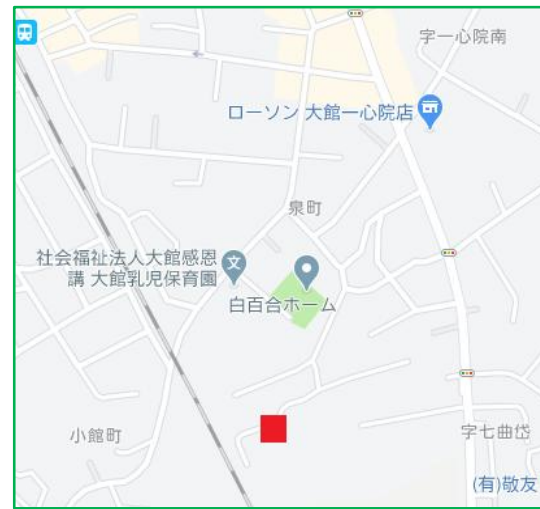 字一心院南
ローソン 大館一心院店
泉町
社会福祉法人大館感恩
講 大館乳児保育園
文
白百合ホーム
小館町
字七曲岱
(有)敬友